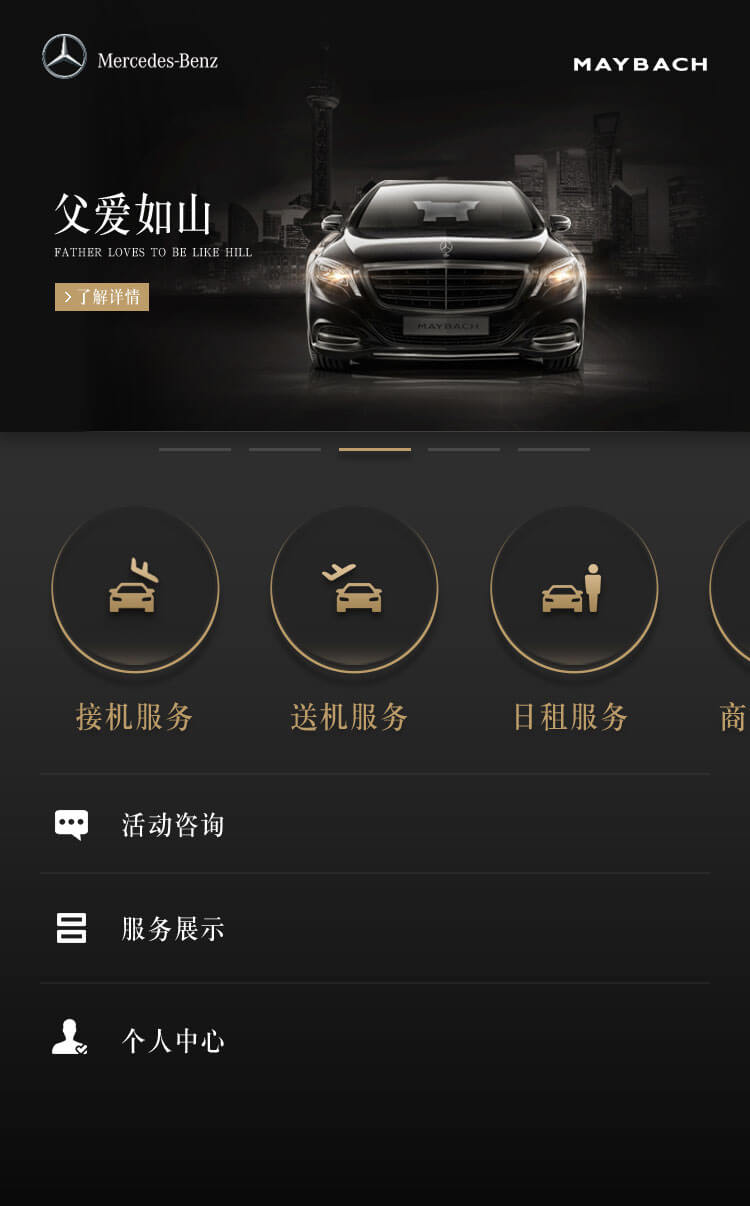 Mercedes-Benz
MAYBACH
父爱如山
FATHER LOVES TO BE LIKE HILL
了解详情
MAYBACH
接机服务
送机服务
日租服务
商
活动咨询
服务展示
个人中心